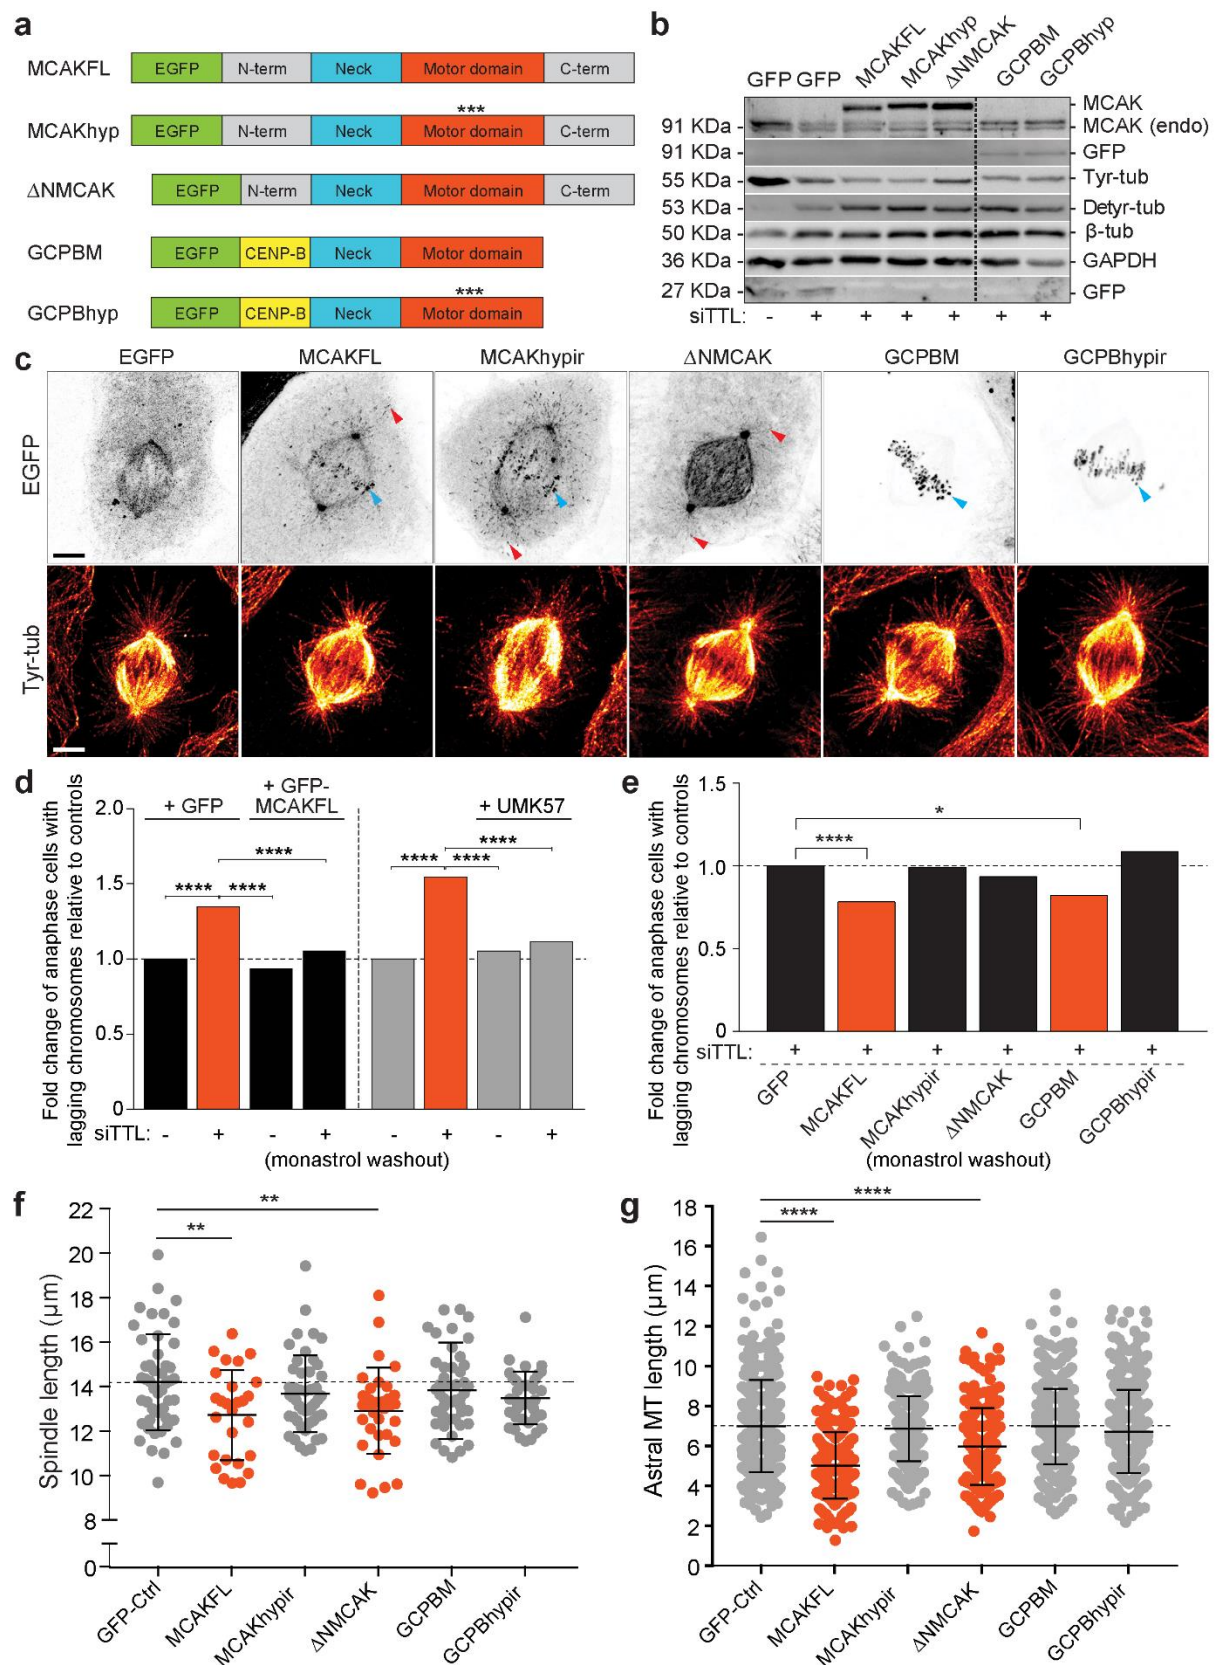 a
MCAKFL EGFP N-term Neck Motor domain C-term
***
MCAKhyp EGFP N-term Neck Motor domain C-term
ΔNMCAK EGFP N-term Neck Motor domain C-term
GCPBM EGFP CENP-B Neck Motor domain
***
GCPBhyp EGFP CENP-B Neck Motor domain
b
GFP GFP MCAKFL MCAKhyp ΔNMCAK GCPBM GCPBhyp
- MCAK
91 KDa - - MCAK (endo)
91 KDa - - GFP
55 KDa - - Tyr-tub
53 KDa - - Detyr-tub
50 KDa - - β-tub
36 KDa - - GAPDH
27 KDa - - GFP
siTTL: - + + + + + +
c
EGFP MCAKFL MCAKhypir ΔNMCAK GCPBM GCPBhypir
EGFP
Tyr-tub
d
Fold change of anaphase cells with
lagging chromosomes relative to controls
+ GFP + GFP-
MCAKFL + UMK57
2.0
1.5
1.0
0.5
0
**** **** **** **** **** ****
siTTL: - + - + - + - +
(monastrol washout)
e
Fold change of anaphase cells with
lagging chromosomes relative to controls
1.5
1.0
0.5
0
*
****
siTTL: + + + + + +
GFP MCAKFL MCAKhypir ΔNMCAK GCPBM GCPBhypir
(monastrol washout)
f
Spindle length (µm)
22
20
18
16
14
12
10
8
0
**
**
GFP-Ctrl MCAKFL MCAKhypir ΔNMCAK GCPBM GCPBhypir
g
Astral MT length (µm)
18
16
14
12
10
8
6
4
2
0
****
****
GFP-Ctrl MCAKFL MCAKhypir ΔNMCAK GCPBM GCPBhypir